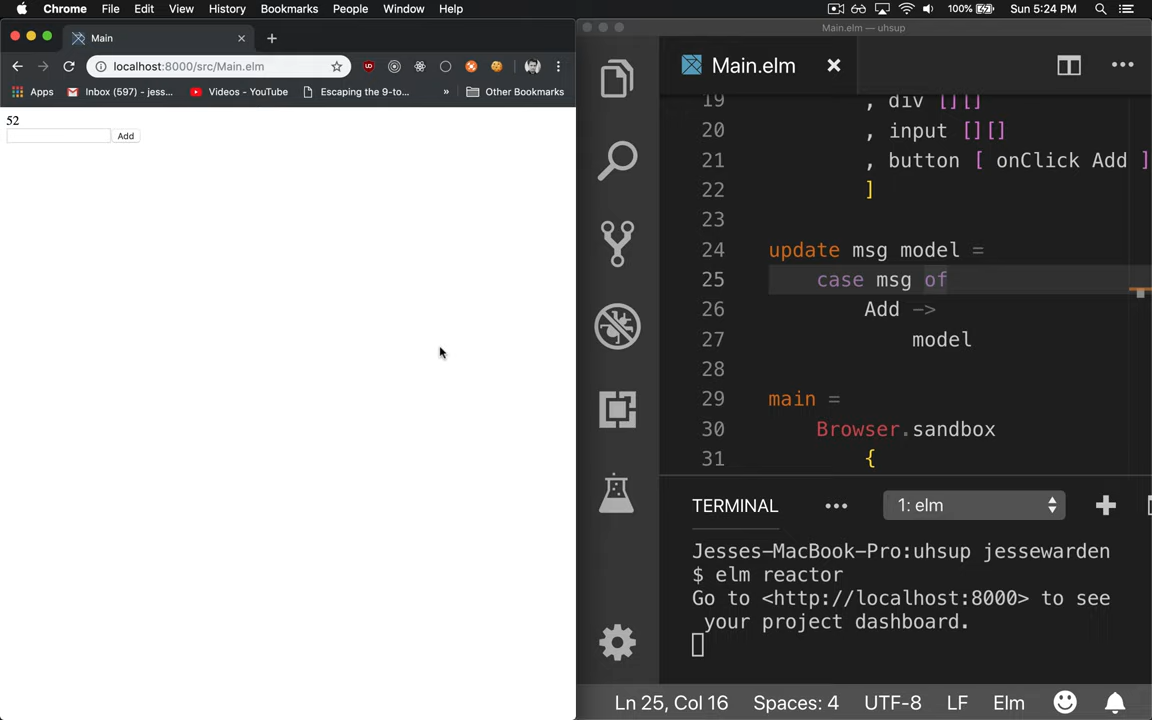 Chrome File Edit View History Bookmarks People Window Help 100% Sun 5:24 PM
Main
localhost:8000/src/Main.elm
Apps Inbox (597) - jess... Videos - YouTube Escaping the 9-to... » Other Bookmarks
52
Add
Main.elm — uhsup
Main.elm
19 , div [][]
20 , input [][]
21 , button [ onClick Add ]
22 ]
23
24 update msg model =
25 case msg of
26 Add ->
27 model
28
29 main =
30 Browser.sandbox
31 {
TERMINAL ... 1: elm
Jesses-MacBook-Pro:uhsup jessewarden
$ elm reactor
Go to <http://localhost:8000> to see
your project dashboard.
Ln 25, Col 16 Spaces: 4 UTF-8 LF Elm